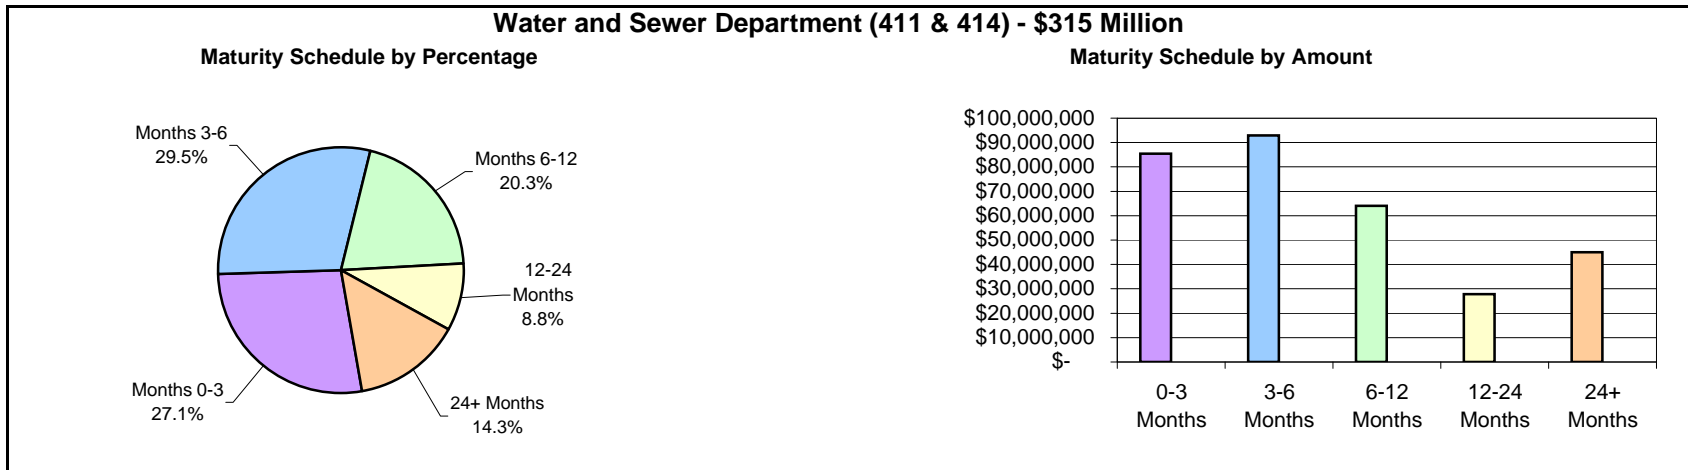 Water and Sewer Department (411 & 414) - $315 Million
Maturity Schedule by Percentage
Months 3-6
29.5%
Months 6-12
20.3%
12-24
Months
8.8%
Months 0-3
27.1%
24+ Months
14.3%
Maturity Schedule by Amount
$100,000,000
$90,000,000
$80,000,000
$70,000,000
$60,000,000
$50,000,000
$40,000,000
$30,000,000
$20,000,000
$10,000,000
$-
0-3
Months
3-6
Months
6-12
Months
12-24
Months
24+
Months